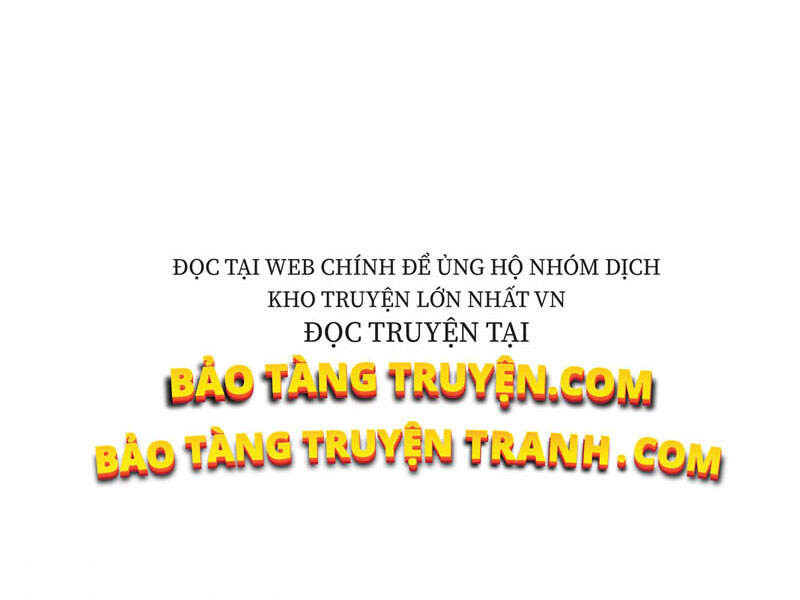 ĐỌC TẠI WEB CHÍNH ĐỂ ỦNG HỘ NHÓM DỊCH
KHO TRUYỆN LỚN NHẤT VN
ĐỌC TRUYỆN TẠI
BẢO TÀNG TRUYỆN.COM
BẢO TÀNG TRUYỆN TRANH.COM